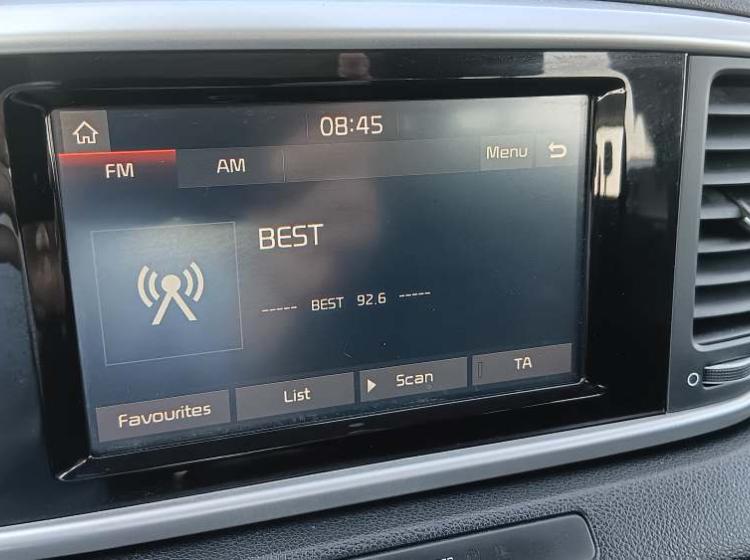 08:45
FM AM Menu
BEST
----- BEST 92.6 -----
Favourites List Scan TA